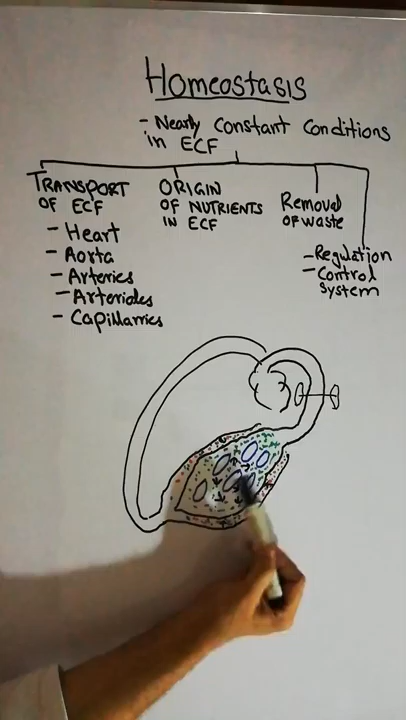 Homeostasis
- Nearly Constant Conditions
in ECF
TRANSPORT
OF ECF
- Heart
- Aorta
- Arteries
- Arterioles
- Capillarries
ORIGIN
OF NUTRIENTS
IN ECF
Removal
of waste
- Regulation
- Control
System